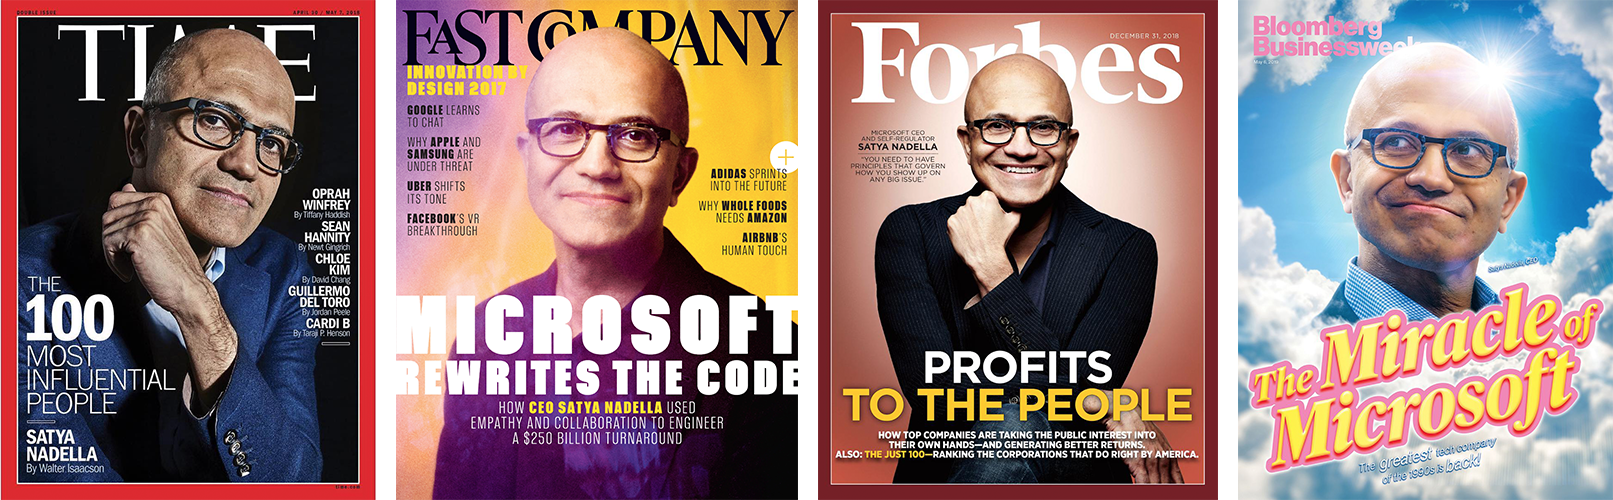 DOUBLE ISSUE
APRIL 30 / MAY 7, 2018
TIME
OPRAH
WINFREY
By Tiffany Haddish
SEAN
HANNITY
By Newt Gingrich
CHLOE
KIM
By David Chang
GUILLERMO
DEL TORO
By Jordan Peele
CARDI B
By Taraji P. Henson
THE
100
MOST
INFLUENTIAL
PEOPLE
SATYA
NADELLA
By Walter Isaacson
time.com
FAST COMPANY
INNOVATION BY
DESIGN 2017
GOOGLE LEARNS
TO CHAT
WHY APPLE AND
SAMSUNG ARE
UNDER THREAT
UBER SHIFTS
ITS TONE
FACEBOOK'S VR
BREAKTHROUGH
ADIDAS SPRINTS
INTO THE FUTURE
WHY WHOLE FOODS
NEEDS AMAZON
AIRBNB'S
HUMAN TOUCH
MICROSOFT
REWRITES THE CODE
HOW CEO SATYA NADELLA USED
EMPATHY AND COLLABORATION TO ENGINEER
A $250 BILLION TURNAROUND
DECEMBER 31, 2018
Forbes
MICROSOFT CEO
AND SELF-REGULATOR
SATYA NADELLA
"YOU NEED TO HAVE
PRINCIPLES THAT GOVERN
HOW YOU SHOW UP ON
ANY BIG ISSUE."
PROFITS
TO THE PEOPLE
HOW TOP COMPANIES ARE TAKING THE PUBLIC INTEREST INTO
THEIR OWN HANDS—AND GENERATING BETTER RETURNS.
ALSO: THE JUST 100—RANKING THE CORPORATIONS THAT DO RIGHT BY AMERICA.
Bloomberg
Businessweek
May 6, 2019
Satya Nadella, CEO
The Miracle of
Microsoft
The greatest tech company
of the 1990s is back!